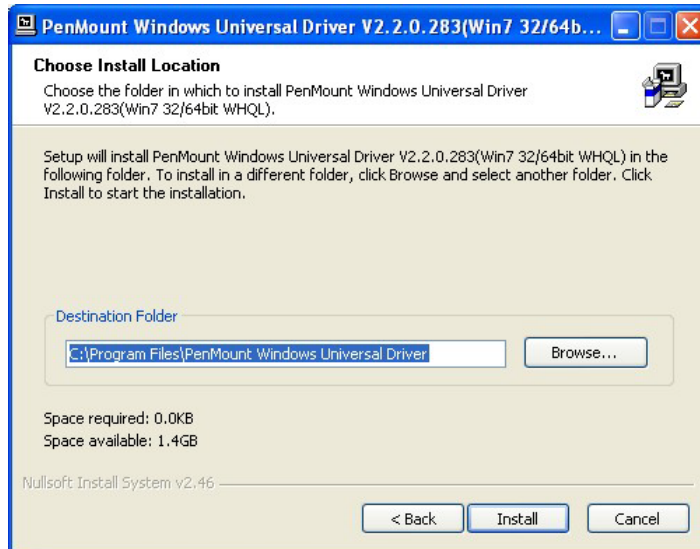 PenMount Windows Universal Driver V2.2.0.283(Win7 32/64b...
Choose Install Location
Choose the folder in which to install PenMount Windows Universal Driver
V2.2.0.283(Win7 32/64bit WHQL).
Setup will install PenMount Windows Universal Driver V2.2.0.283(Win7 32/64bit WHQL) in the
following folder. To install in a different folder, click Browse and select another folder. Click
Install to start the installation.
Destination Folder
C:\Program Files\PenMount Windows Universal Driver
Browse...
Space required: 0.0KB
Space available: 1.4GB
Nullsoft Install System v2.46
< Back
Install
Cancel